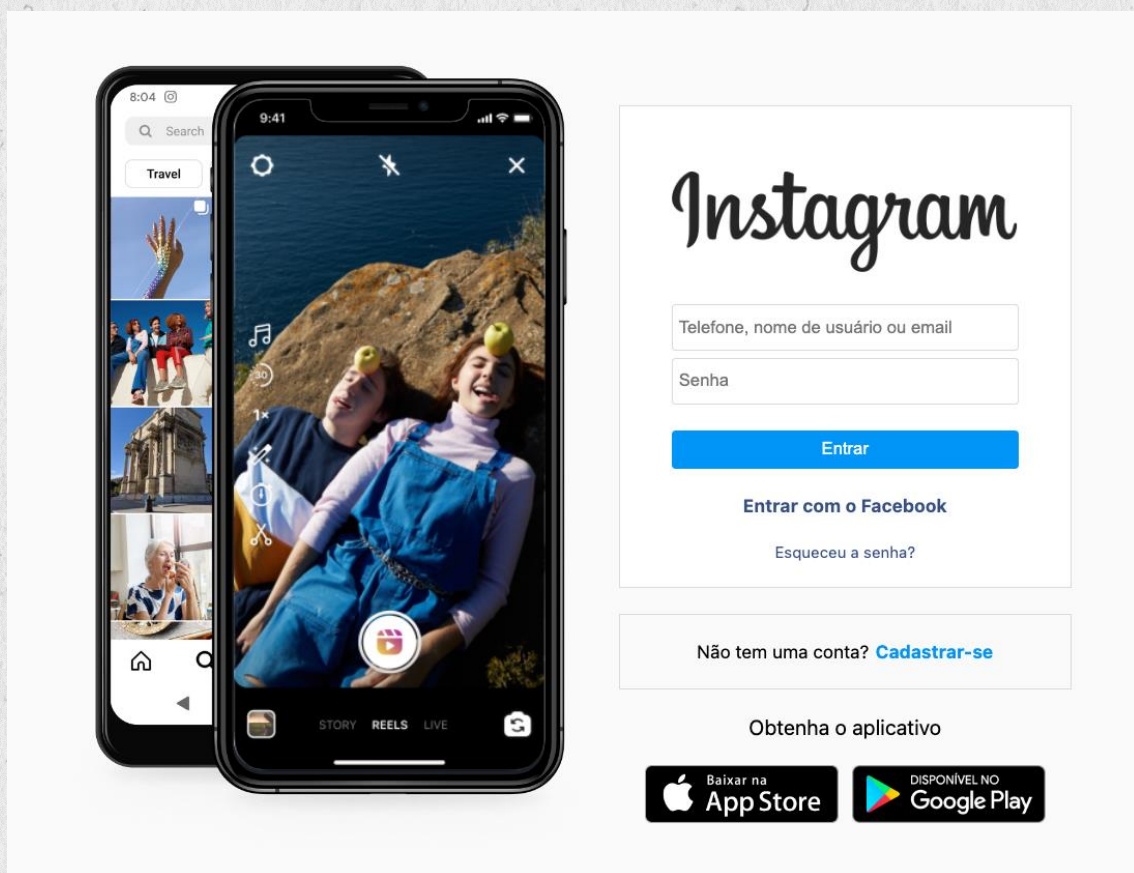 8:04
Search
Travel
9:41
30
1x
STORY REELS LIVE
Instagram
Telefone, nome de usuário ou email
Senha
Entrar
Entrar com o Facebook
Esqueceu a senha?
Não tem uma conta? Cadastrar-se
Obtenha o aplicativo
Baixar na
App Store
DISPONÍVEL NO
Google Play